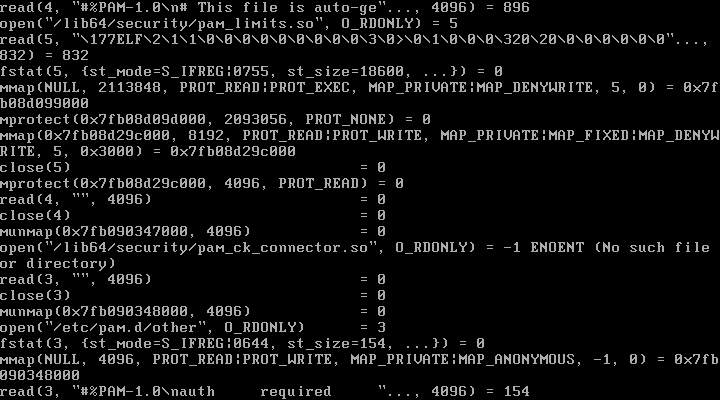 read(4, "#%PAM-1.0\n# This file is auto-ge"..., 4096) = 896
open("/lib64/security/pam_limits.so", O_RDONLY) = 5
read(5, "\177ELF\2\1\1\0\0\0\0\0\0\0\0\0\3\0>\0\1\0\0\0\320\20\0\0\0\0\0\0"...,
832) = 832
fstat(5, {st_mode=S_IFREG|0755, st_size=18600, ...}) = 0
mmap(NULL, 2113848, PROT_READ|PROT_EXEC, MAP_PRIVATE|MAP_DENYWRITE, 5, 0) = 0x7f
b08d099000
mprotect(0x7fb08d09d000, 2093056, PROT_NONE) = 0
mmap(0x7fb08d29c000, 8192, PROT_READ|PROT_WRITE, MAP_PRIVATE|MAP_FIXED|MAP_DENYW
RITE, 5, 0x3000) = 0x7fb08d29c000
close(5)                                = 0
mprotect(0x7fb08d29c000, 4096, PROT_READ) = 0
read(4, "", 4096)                       = 0
close(4)                                = 0
munmap(0x7fb090347000, 4096)            = 0
open("/lib64/security/pam_ck_connector.so", O_RDONLY) = -1 ENOENT (No such file
or directory)
read(3, "", 4096)                       = 0
close(3)                                = 0
munmap(0x7fb090348000, 4096)            = 0
open("/etc/pam.d/other", O_RDONLY)      = 3
fstat(3, {st_mode=S_IFREG|0644, st_size=154, ...}) = 0
mmap(NULL, 4096, PROT_READ|PROT_WRITE, MAP_PRIVATE|MAP_ANONYMOUS, -1, 0) = 0x7fb
090348000
read(3, "#%PAM-1.0\nauth     required     "..., 4096) = 154